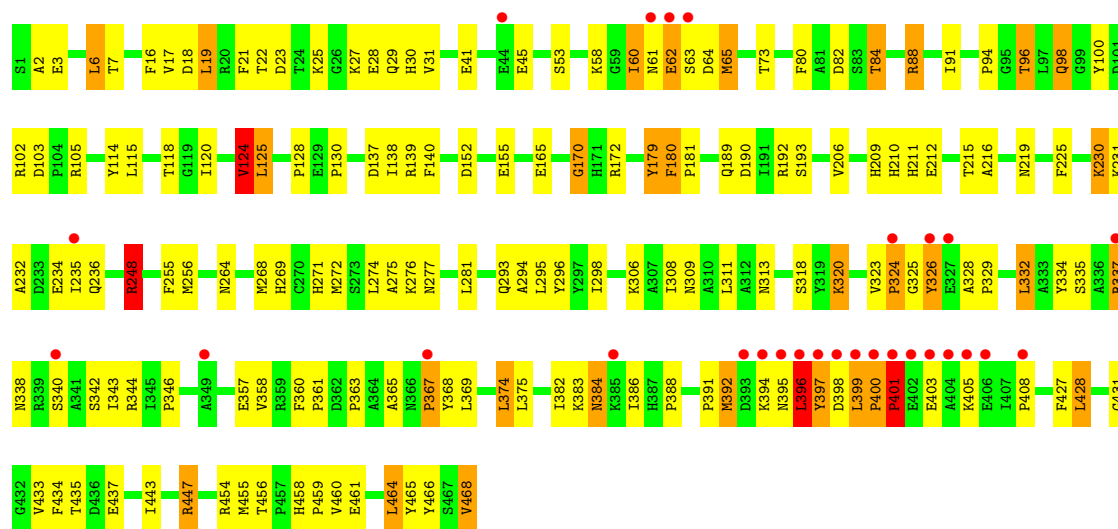 S1 A2 E3 L6 T7 F16 V17 D18 L19 R20 F21 T22 D23 T24 K25 G26 K27 E28 Q29 H30 V31 E41 E44 E45 S53 K58 G59 I60 N61 E62 S63 D64 M65 T73 F80 A81 D82 S83 T84 R88 I91 P94 G95 T96 L97 Q98 G99 Y100 D101
R102 D103 P104 R105 Y114 L115 T118 G119 I120 V124 L125 P128 E129 P130 D137 I138 R139 F140 D152 E155 E165 G170 H171 R172 Y179 F180 P181 Q189 D190 I191 R192 S193 V206 H209 H210 H211 E212 T215 A216 N219 F225 K230 K231
A232 D233 E234 I235 Q236 R248 F255 M256 N264 M268 H269 C270 H271 M272 S273 L274 A275 K276 N277 L281 Q293 A294 L295 Y297 I298 K306 A307 I308 N309 A310 L311 A312 N313 S318 Y319 K320 V323 P324 G325 Y326 E327 A328 P329 L332 A333 Y334 S335 A336 R337
N338 R339 S340 A341 S342 I343 R344 I345 P346 A349 E357 V358 R359 F360 P361 D362 P363 A364 A365 N366 P367 Y368 L369 L374 L375 I382 K383 N384 K385 I386 H387 P388 P391 M392 D393 K394 N395 L396 Y397 D398 L399 P400 P401 E402 E403 A404 K405 E406 I407 P408 F427 L428 G431
G432 V433 F434 T435 D436 E437 I443 R447 R454 M455 T456 P457 H458 P459 V460 E461 L464 Y465 Y466 S467 V468